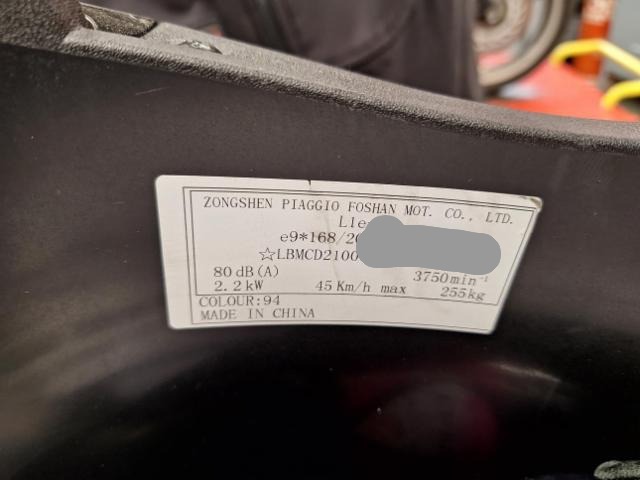 ZONGSHEN PIAGGIO FOSHAN MOT. CO., LTD.
L1e
e9*168/20
☆LBMCD2100
80 dB(A) 3750min⁻¹
2.2kW 45 Km/h max 255kg
COLOUR:94
MADE IN CHINA